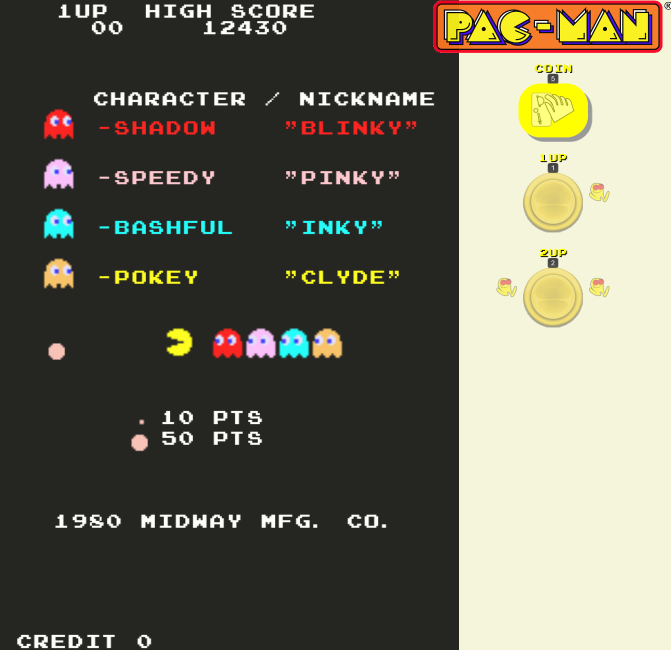 1UP HIGH SCORE
00 12430
PAC-MAN®
COIN
5
CHARACTER / NICKNAME
-SHADOW "BLINKY"
1UP
1
-SPEEDY "PINKY"
-BASHFUL "INKY"
2UP
2
-POKEY "CLYDE"
10 PTS
50 PTS
1980 MIDWAY MFG. CO.
CREDIT 0